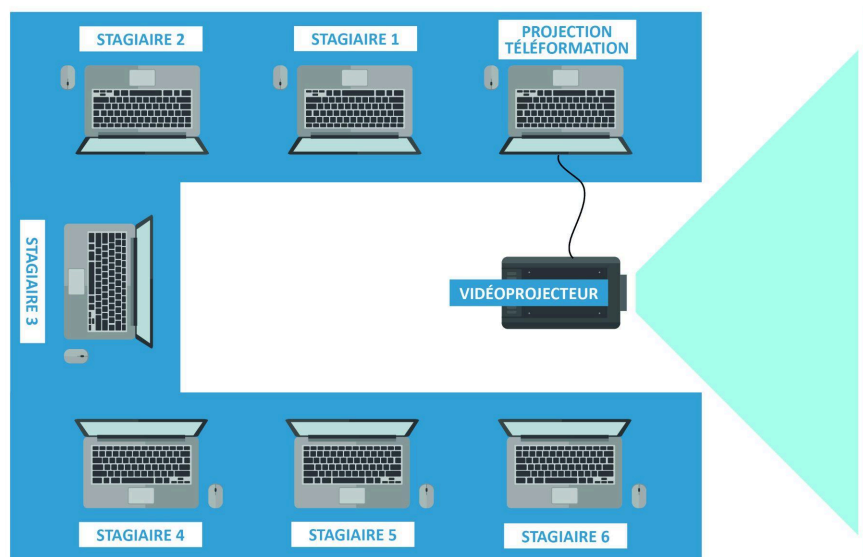 STAGIAIRE 2
STAGIAIRE 1
PROJECTION
TÉLÉFORMATION
STAGIAIRE 3
VIDÉOPROJECTEUR
STAGIAIRE 4
STAGIAIRE 5
STAGIAIRE 6